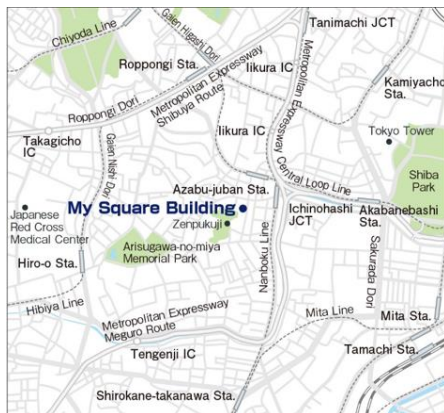 Chiyoda Line
Gaien Higashi Dori
Tanimachi JCT
Roppongi Sta.
Metropolitan Expressway
Shibuya Route
Iikura IC
Metropolitan Expressway Central Loop Line
Kamiyacho
Sta.
Roppongi Dori
Takagicho
IC
Gaien Nishi Dori
Iikura IC
Tokyo Tower
Shiba
Park
Azabu-juban Sta.
My Square Building
Japanese
Red Cross
Medical Center
Zenpukuji
Ichinohashi
JCT
Akabanebashi
Sta.
Arisugawa-no-miya
Memorial Park
Hiro-o Sta.
Nanboku Line
Sakurada Dori
Hibiya Line
Metropolitan Expressway
Meguro Route
Mita Line
Mita Sta.
Tengenji IC
Tamachi Sta.
Shirokane-takanawa Sta.